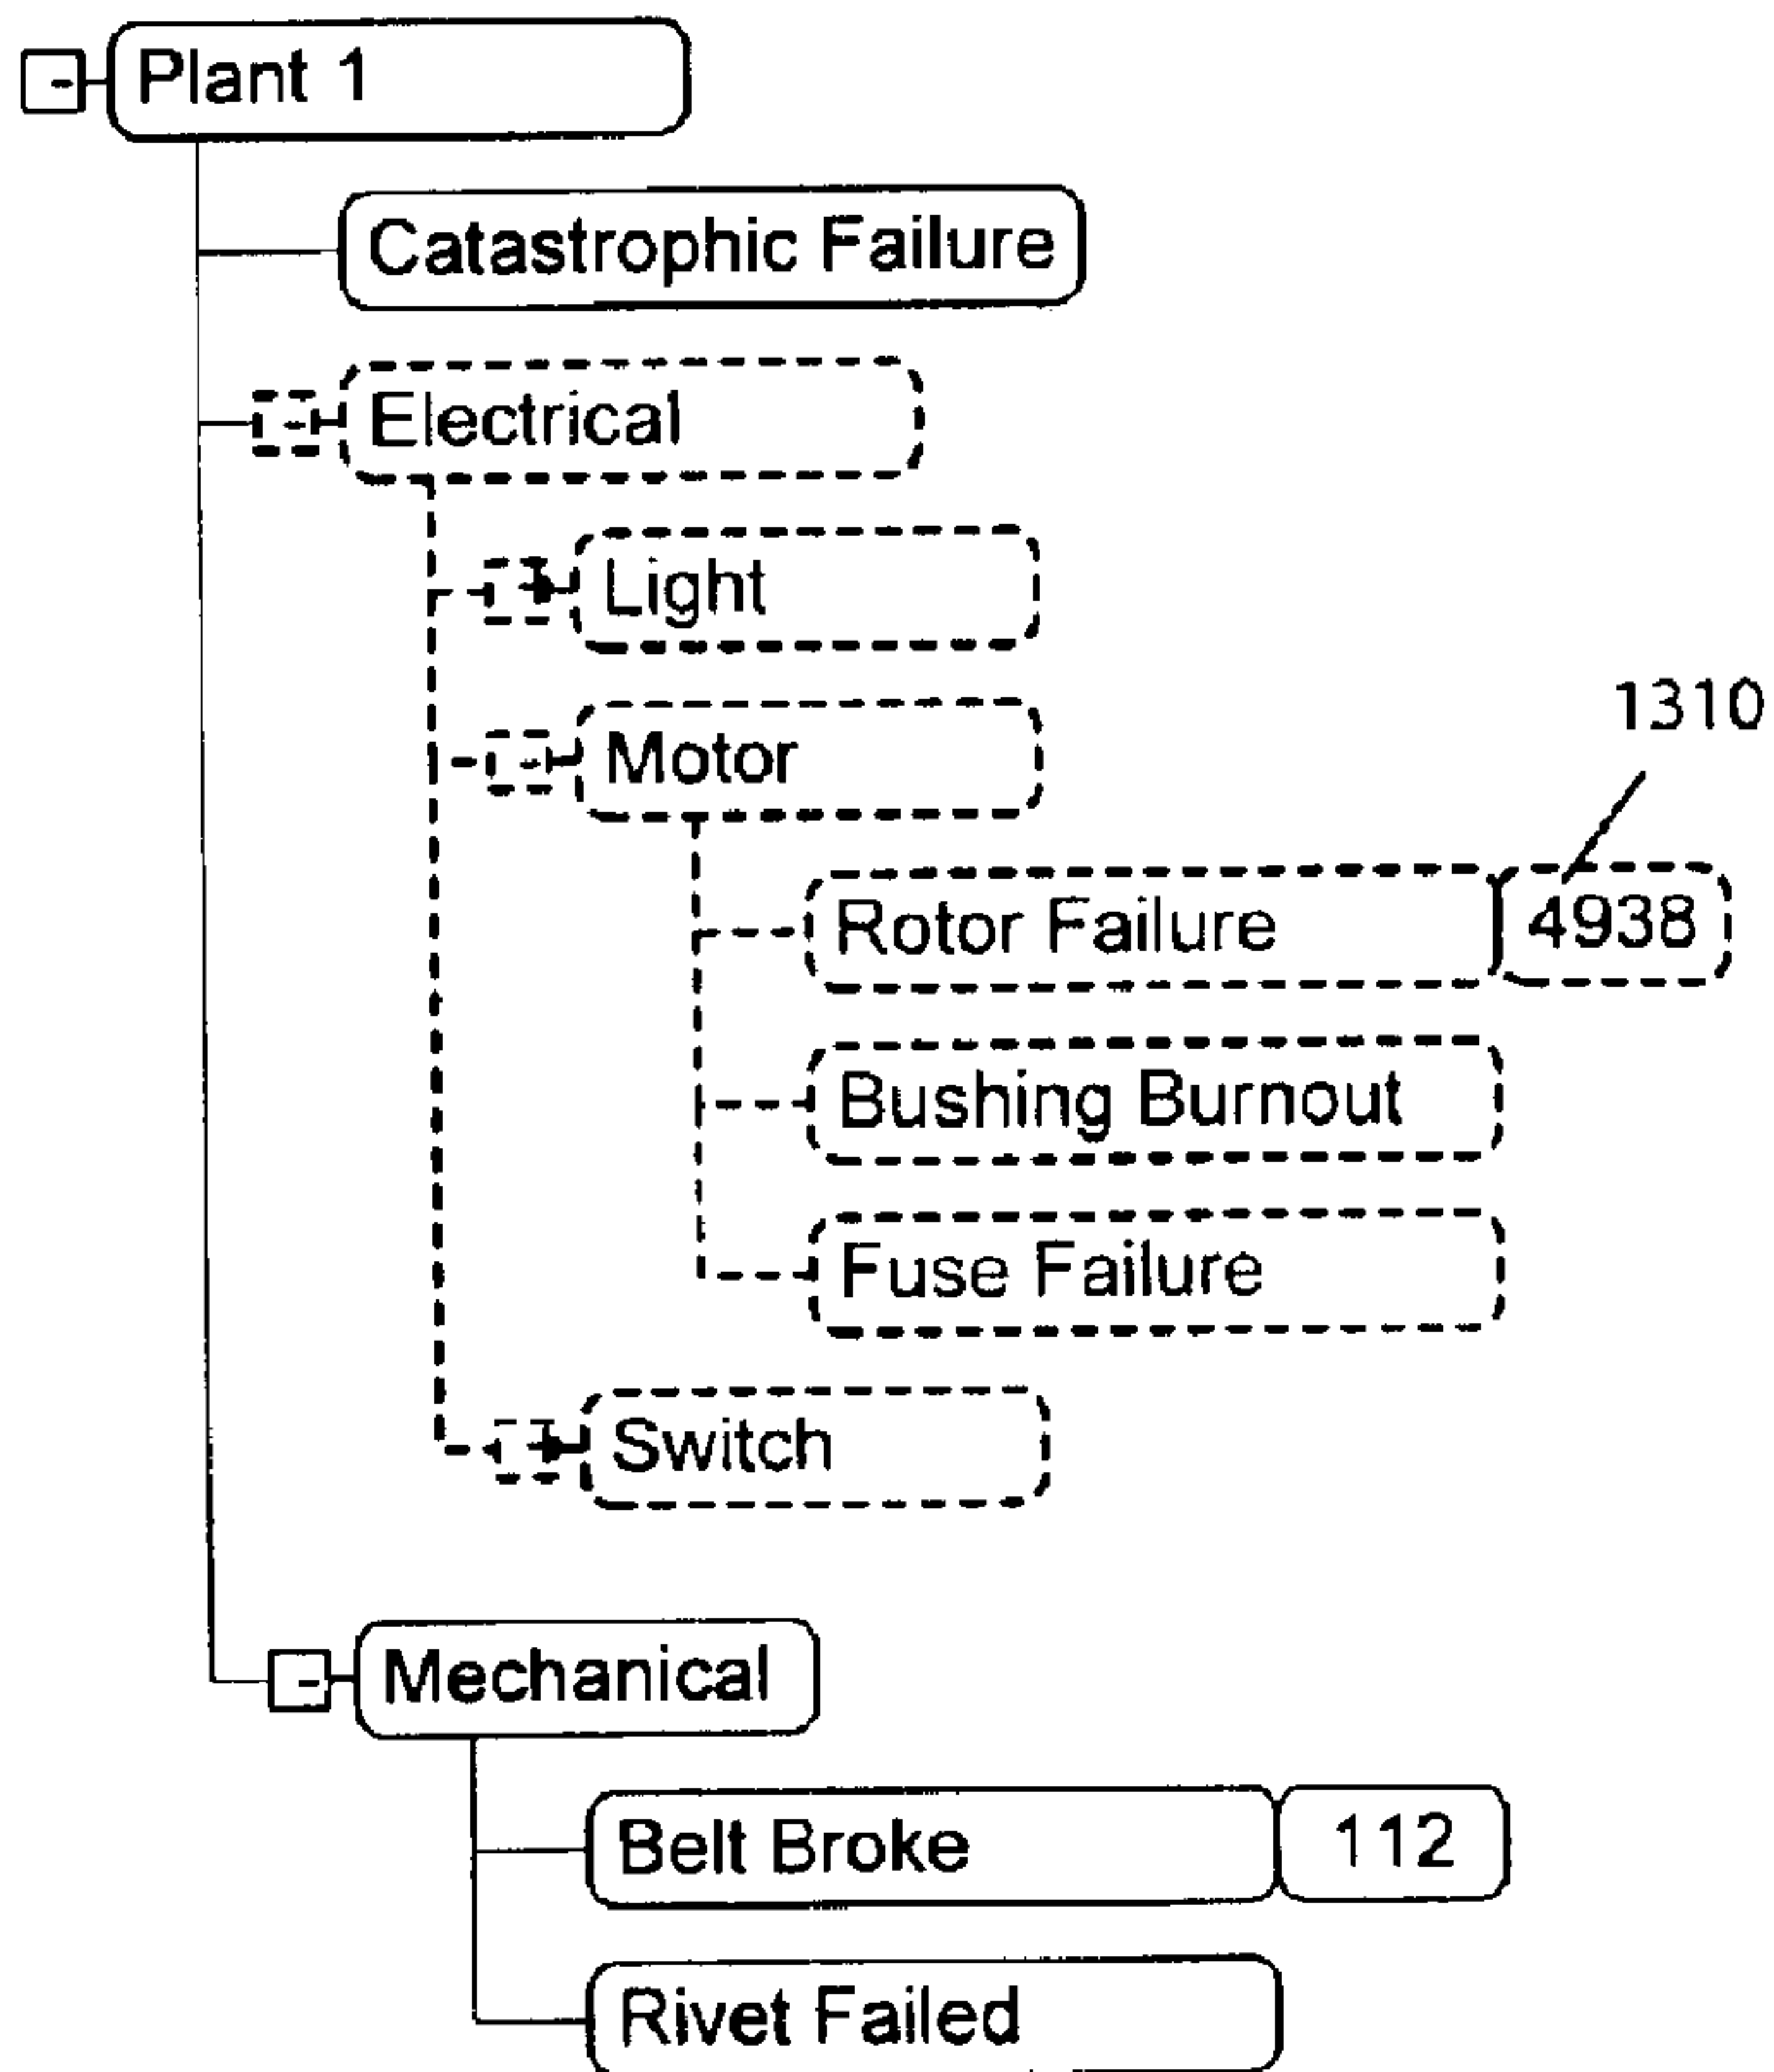 Plant 1
Catastrophic Failure
Electrical
Light
1310
Motor
Rotor Failure 4938
Bushing Burnout
Fuse Failure
Switch
Mechanical
Belt Broke 112
Rivet Failed